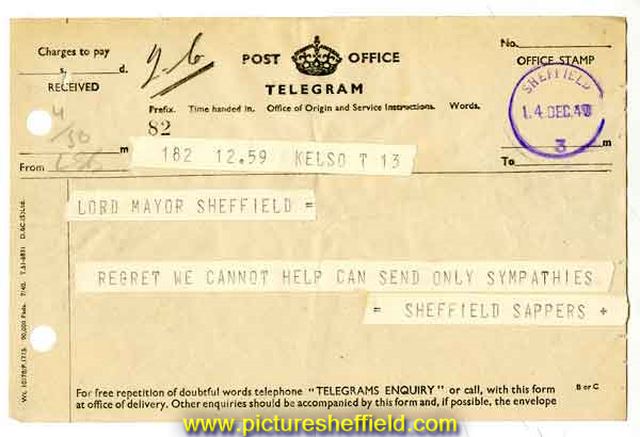 Charges to pay
s. d.
POST OFFICE
No.
OFFICE STAMP
RECEIVED
TELEGRAM
SHEFFIELD
14 DEC 40
3
Prefix. Time handed in. Office of Origin and Service Instructions. Words.
82
4/30
m
From
To
m
182 12.59 KELSO T 13
LORD MAYOR SHEFFIELD =
REGRET WE CANNOT HELP CAN SEND ONLY SYMPATHIES
= SHEFFIELD SAPPERS +
For free repetition of doubtful words telephone "TELEGRAMS ENQUIRY" or call, with this form
at office of delivery. Other enquiries should be accompanied by this form and, if possible, the envelope
B or C
www.picturesheffield.com